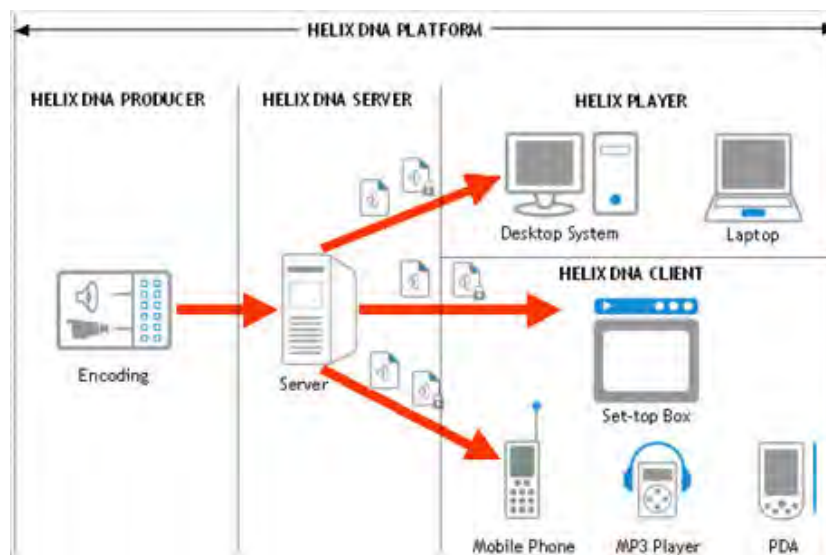 HELIX DNA PLATFORM
HELIX DNA PRODUCER
HELIX DNA SERVER
HELIX PLAYER
Desktop System
Laptop
HELIX DNA CLIENT
Encoding
Server
Set-top Box
Mobile Phone
MP3 Player
PDA